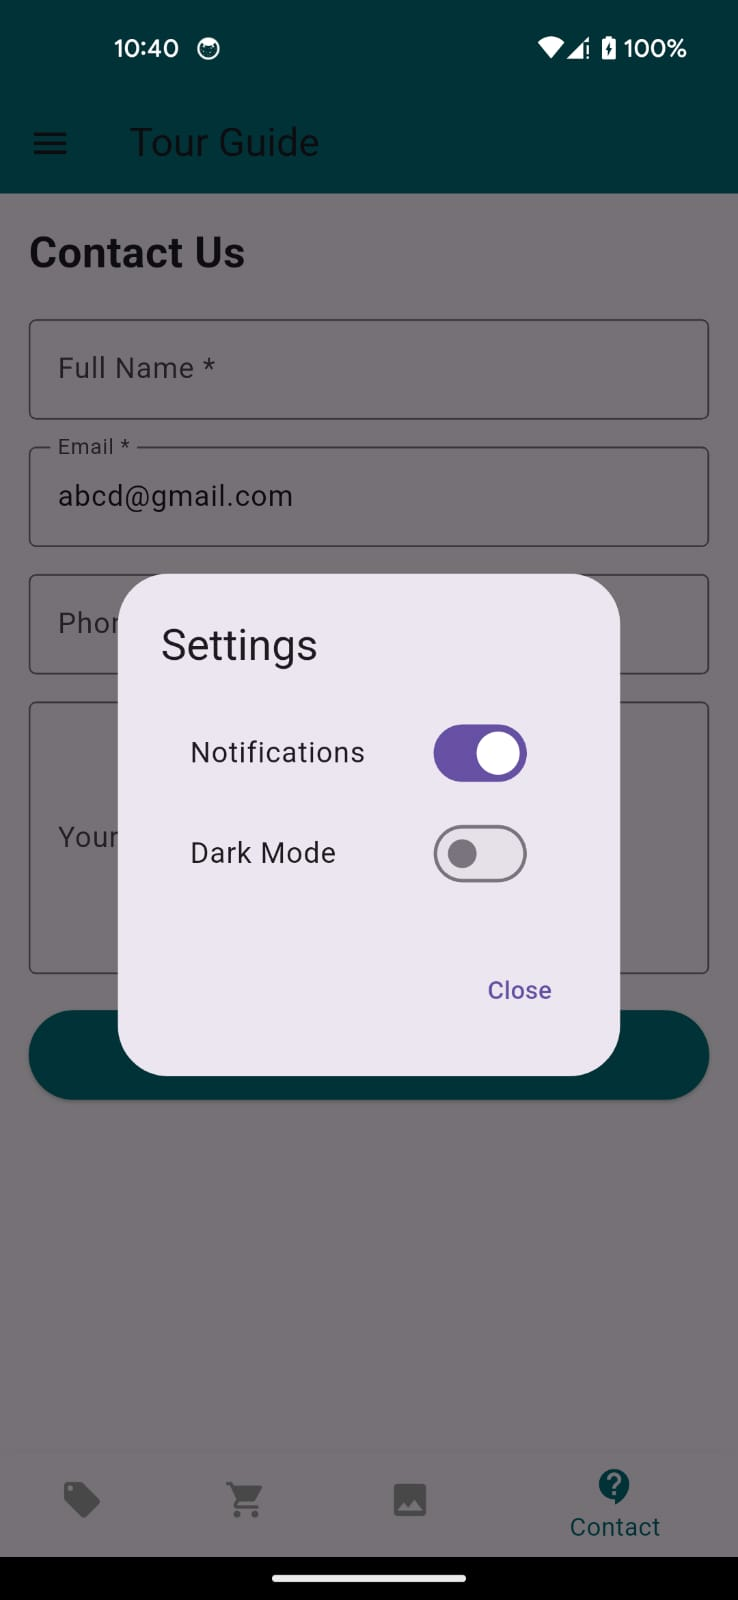 10:40
100%
Tour Guide
Contact Us
Full Name *
Email *
abcd@gmail.com
Settings
Notifications
Your
Dark Mode
Close
Contact